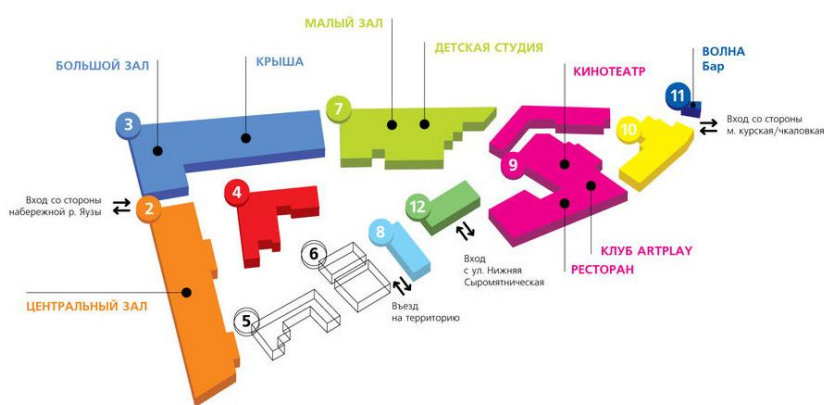 МАЛЫЙ ЗАЛ
ДЕТСКАЯ СТУДИЯ
БОЛЬШОЙ ЗАЛ
КРЫША
КИНОТЕАТР
ВОЛНА
Бар
3
7
9
10
11
Вход со стороны
м. курская/чкаловкая
Вход со стороны
набережной р. Яузы
2
4
12
8
6
5
Вход
с ул. Нижняя
Сыромятническая
КЛУБ ARTPLAY
РЕСТОРАН
Въезд
на территорию
ЦЕНТРАЛЬНЫЙ ЗАЛ